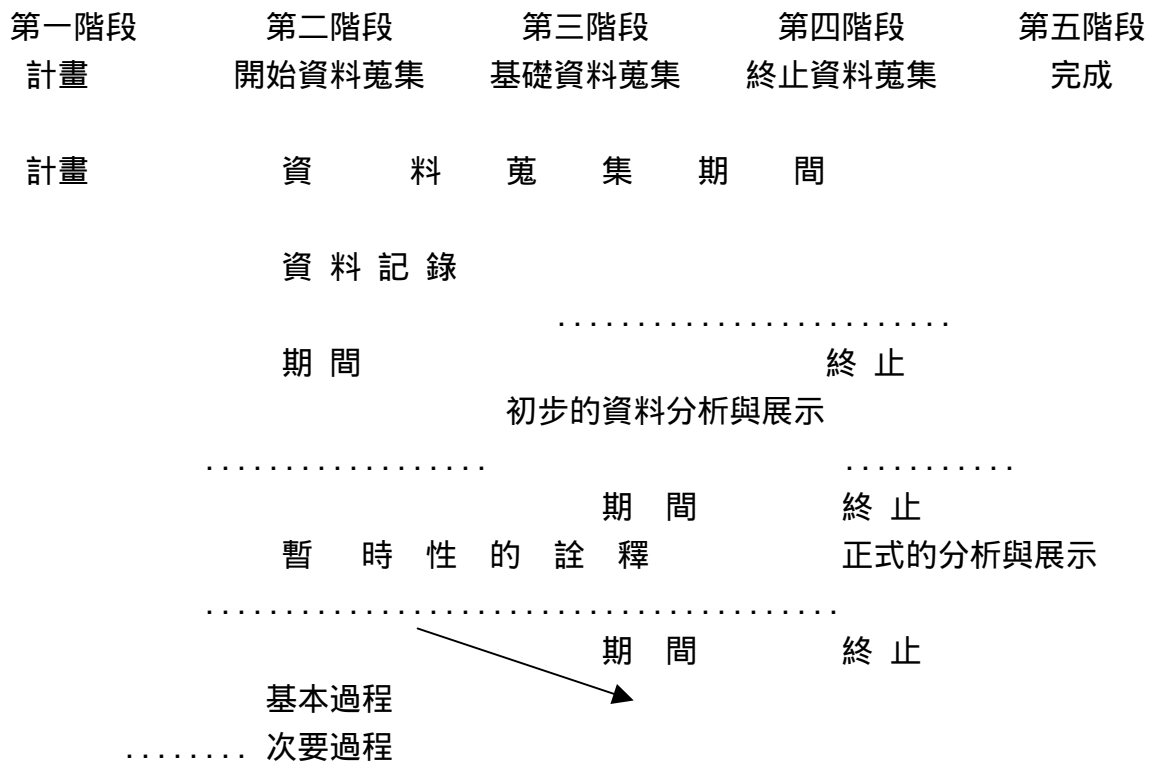 第一階段 第二階段 第三階段 第四階段 第五階段
計畫 開始資料蒐集 基礎資料蒐集 終止資料蒐集 完成
計畫 資 料 蒐 集 期 間
資 料 記 錄
.........................
期 間 終 止
初步的資料分析與展示
.................. ...........
期 間 終 止
暫 時 性 的 詮 釋 正式的分析與展示
........................................
期 間 終 止
基本過程
........ 次要過程